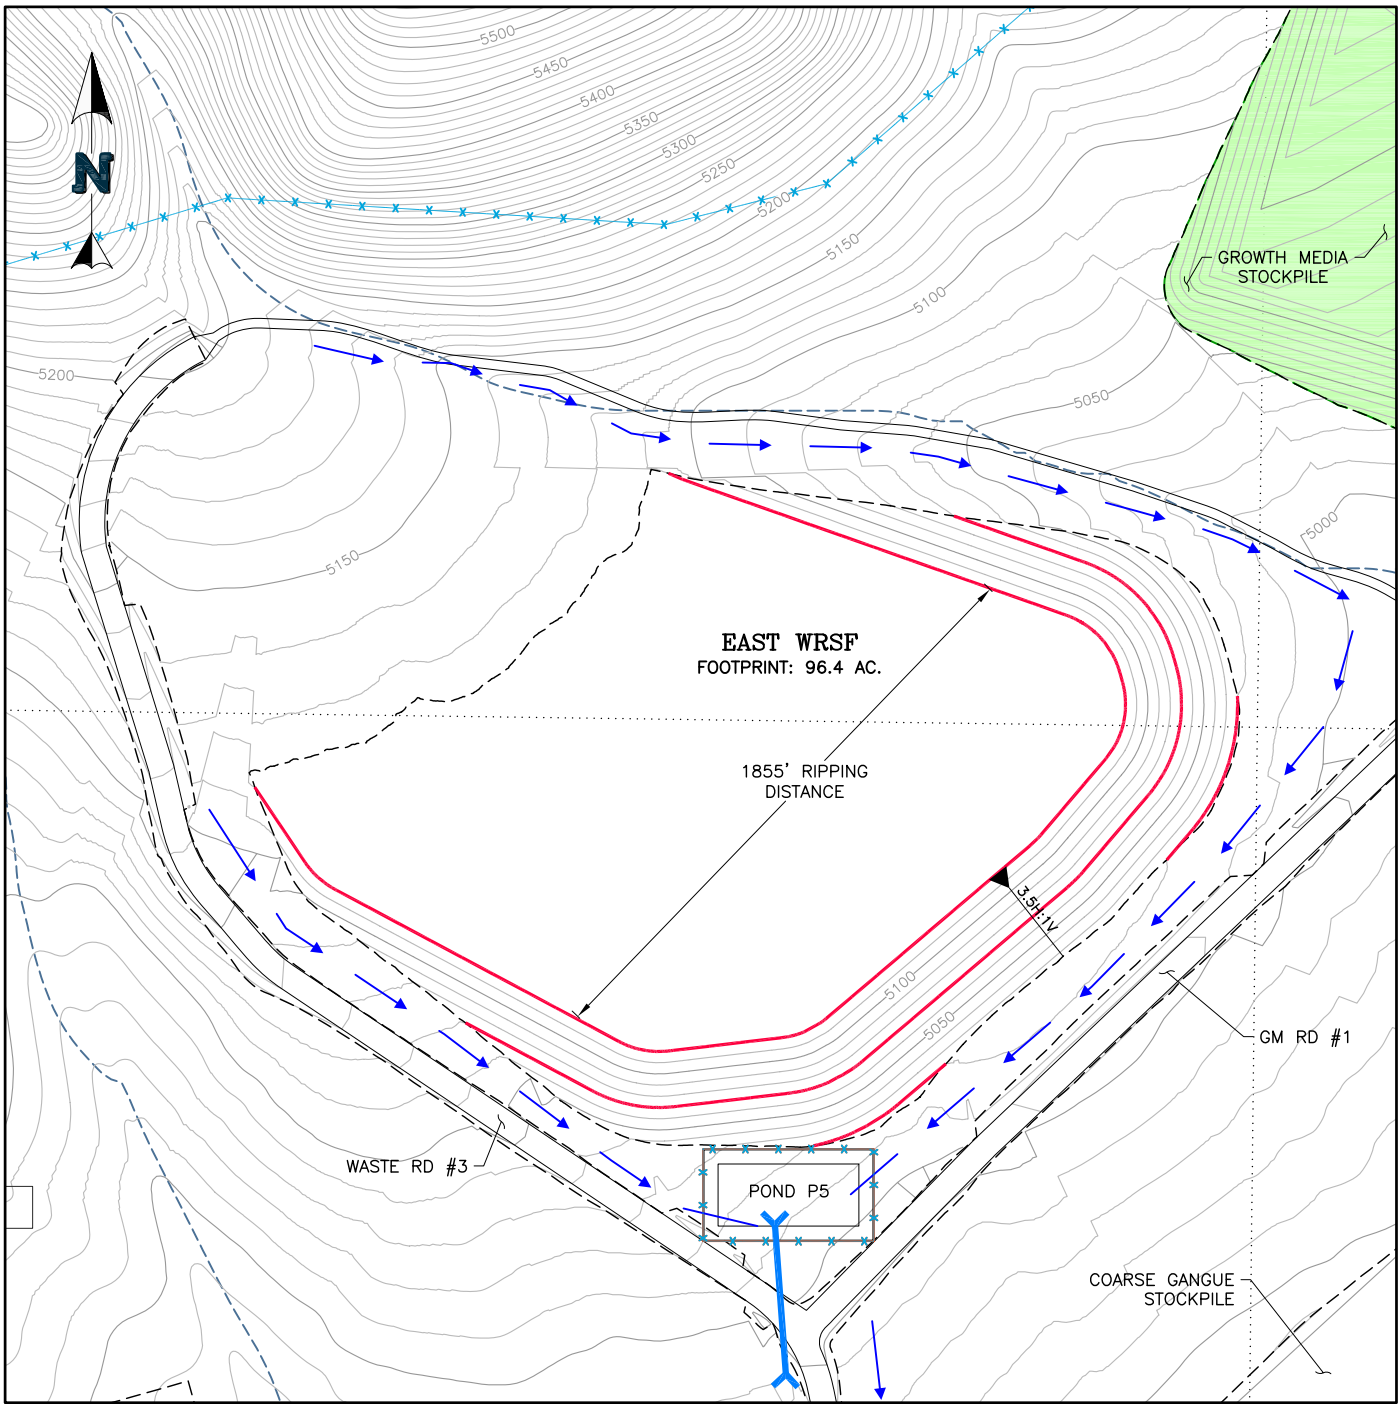 5500
5450
5400
5350
5300
5250
5200
5150
5100
5050
5000
N
GROWTH MEDIA
STOCKPILE
5200
5150
EAST WRSF
FOOTPRINT: 96.4 AC.
1855' RIPPING
DISTANCE
3.5H:1V
5100
5050
GM RD #1
WASTE RD #3
POND P5
COARSE GANGUE
STOCKPILE